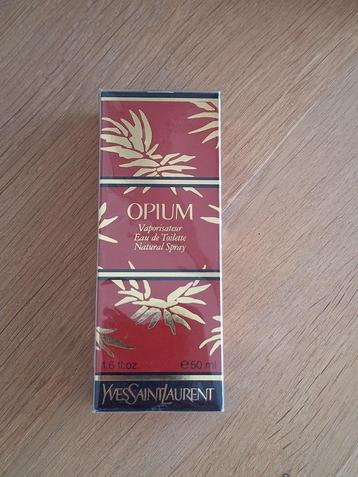 OPIUM
Vaporisateur
Eau de Toilette
Natural Spray
1.6 fl.oz. ℮ 50 ml
YVESSAINTLAURENT